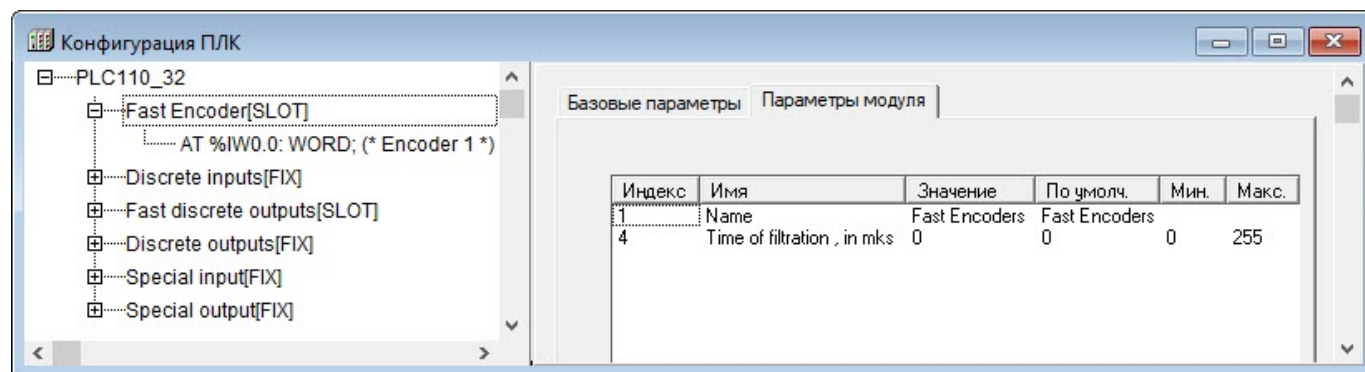 Конфигурация ПЛК
PLC110_32
Fast Encoder[SLOT]
AT %IW0.0: WORD; (* Encoder 1 *)
Discrete inputs[FIX]
Fast discrete outputs[SLOT]
Discrete outputs[FIX]
Special input[FIX]
Special output[FIX]
Базовые параметры Параметры модуля
Индекс Имя Значение По умолч. Мин. Макс.
1 Name Fast Encoders Fast Encoders
4 Time of filtration , in mks 0 0 0 255